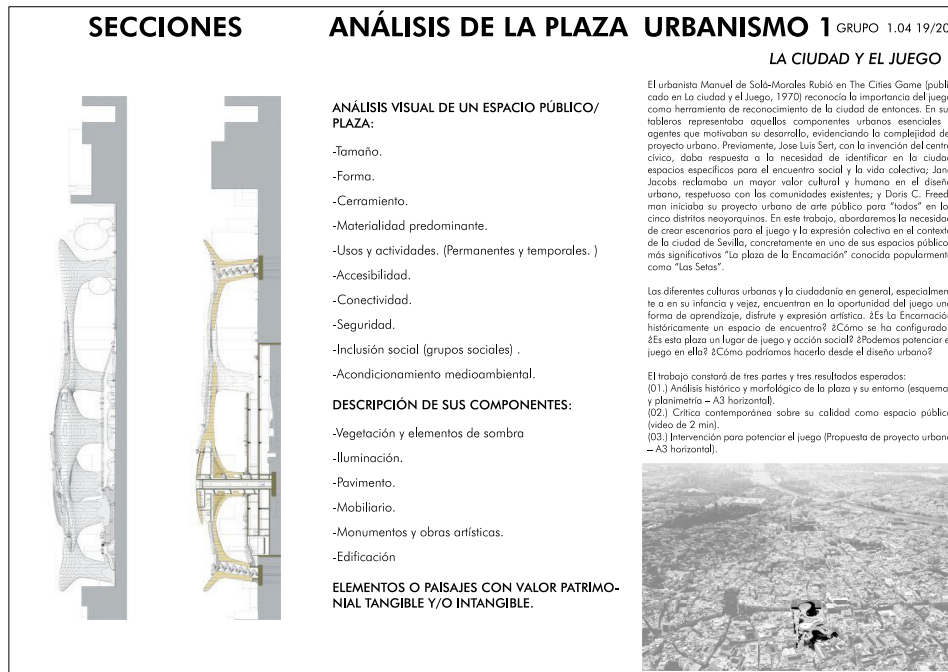 SECCIONES
ANÁLISIS DE LA PLAZA
ANÁLISIS VISUAL DE UN ESPACIO PÚBLICO/
PLAZA:
-Tamaño.
-Forma.
-Cerramiento.
-Materialidad predominante.
-Usos y actividades. (Permanentes y temporales. )
-Accesibilidad.
-Conectividad.
-Seguridad.
-Inclusión social (grupos sociales) .
-Acondicionamiento medioambiental.
DESCRIPCIÓN DE SUS COMPONENTES:
-Vegetación y elementos de sombra
-Iluminación.
-Pavimento.
-Mobiliario.
-Monumentos y obras artísticas.
-Edificación
ELEMENTOS O PAISAJES CON VALOR PATRIMO-
NIAL TANGIBLE Y/O INTANGIBLE.
URBANISMO 1 GRUPO 1.04 19/20
LA CIUDAD Y EL JUEGO
El urbanista Manuel de Solá-Morales Rubió en The Cities Game (publi
cado en La ciudad y el Juego, 1970) reconocía la importancia del jueg
como herramienta de reconocimiento de la ciudad de entonces. En su
tableros representaba aquellos componentes urbanos esenciales
agentes que motivaban su desarrollo, evidenciando la complejidad de
proyecto urbano. Previamente, Jose Luis Sert, con la invención del centr
cívico, daba respuesta a la necesidad de identificar en la ciuda
espacios específicos para el encuentro social y la vida colectiva; Jan
Jacobs reclamaba un mayor valor cultural y humano en el diseñ
urbano, respetuoso con las comunidades existentes; y Doris C. Freed
man iniciaba su proyecto urbano de arte público para "todos" en lo
cinco distritos neoyorquinos. En este trabajo, abordaremos la necesida
de crear escenarios para el juego y la expresión colectiva en el context
de la ciudad de Sevilla, concretamente en uno de sus espacios público
más significativos "La plaza de la Encarnación" conocida popularment
como "Las Setas".
Las diferentes culturas urbanas y la ciudadanía en general, especialmen
te a en su infancia y vejez, encuentran en la oportunidad del juego un
forma de aprendizaje, disfrute y expresión artística. ¿Es La Encarnació
históricamente un espacio de encuentro? ¿Cómo se ha configurado
¿Es esta plaza un lugar de juego y acción social? ¿Podemos potenciar e
juego en ella? ¿Cómo podríamos hacerlo desde el diseño urbano?
El trabajo constará de tres partes y tres resultados esperados:
(01.) Análisis histórico y morfológico de la plaza y su entorno (esquema
y planimetría – A3 horizontal).
(02.) Crítica contemporánea sobre su calidad como espacio públic
(video de 2 min).
(03.) Intervención para potenciar el juego (Propuesta de proyecto urban
– A3 horizontal).